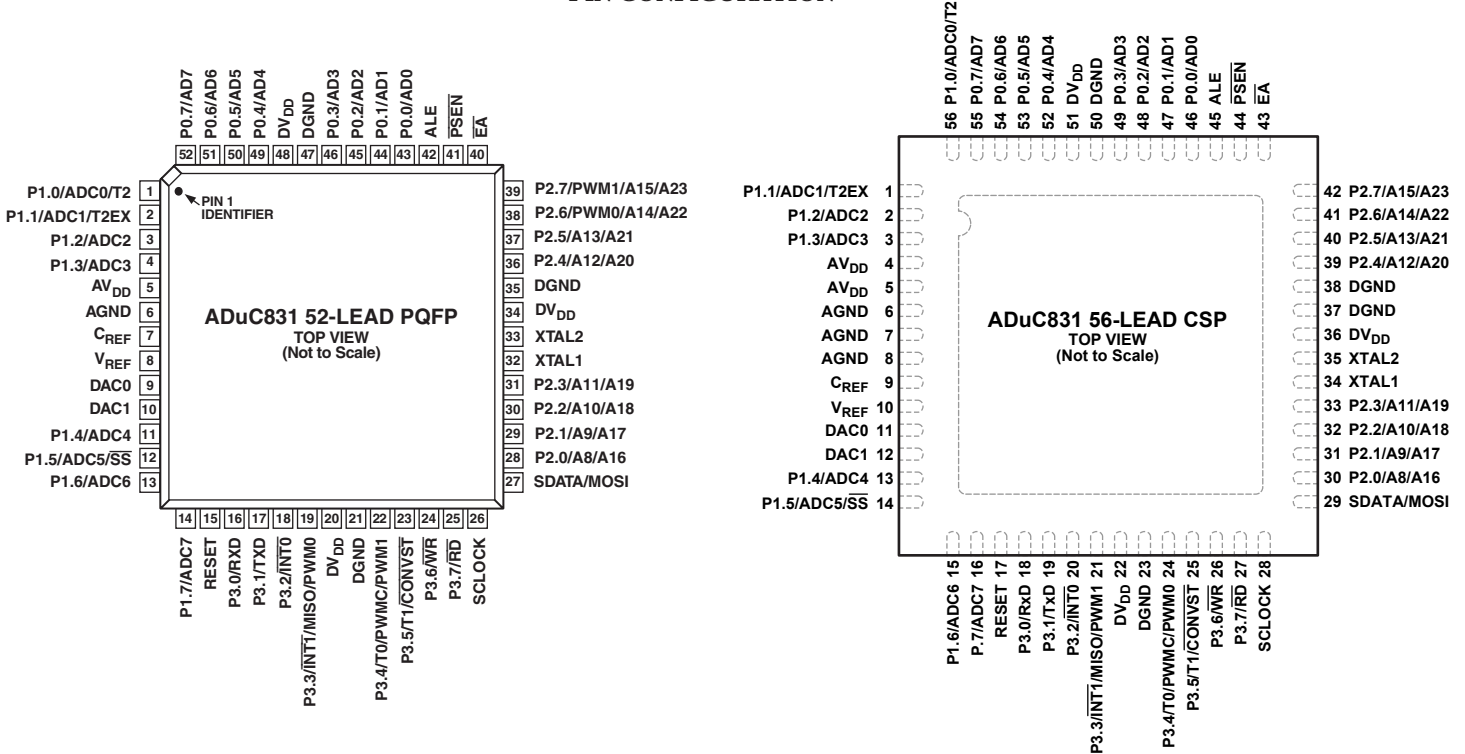 P0.7/AD7
P0.6/AD6
P0.5/AD5
P0.4/AD4
DVDD
DGND
P0.3/AD3
P0.2/AD2
P0.1/AD1
P0.0/AD0
ALE
PSEN
EA
52 51 50 49 48 47 46 45 44 43 42 41 40
P1.0/ADC0/T2 1
P1.1/ADC1/T2EX 2
P1.2/ADC2 3
P1.3/ADC3 4
AVDD 5
AGND 6
CREF 7
VREF 8
DAC0 9
DAC1 10
P1.4/ADC4 11
P1.5/ADC5/SS 12
P1.6/ADC6 13
PIN 1
IDENTIFIER
ADuC831 52-LEAD PQFP
TOP VIEW
(Not to Scale)
39 P2.7/PWM1/A15/A23
38 P2.6/PWM0/A14/A22
37 P2.5/A13/A21
36 P2.4/A12/A20
35 DGND
34 DVDD
33 XTAL2
32 XTAL1
31 P2.3/A11/A19
30 P2.2/A10/A18
29 P2.1/A9/A17
28 P2.0/A8/A16
27 SDATA/MOSI
14 15 16 17 18 19 20 21 22 23 24 25 26
P1.7/ADC7
RESET
P3.0/RXD
P3.1/TXD
P3.2/INT0
P3.3/INT1/MISO/PWM0
DVDD
DGND
P3.4/T0/PWMC/PWM1
P3.5/T1/CONVST
P3.6/WR
P3.7/RD
SCLOCK
56 P1.0/ADC0/T2
55 P0.7/AD7
54 P0.6/AD6
53 P0.5/AD5
52 P0.4/AD4
51 DVDD
50 DGND
49 P0.3/AD3
48 P0.2/AD2
47 P0.1/AD1
46 P0.0/AD0
45 ALE
44 PSEN
43 EA
P1.1/ADC1/T2EX 1
P1.2/ADC2 2
P1.3/ADC3 3
AVDD 4
AVDD 5
AGND 6
AGND 7
AGND 8
CREF 9
VREF 10
DAC0 11
DAC1 12
P1.4/ADC4 13
P1.5/ADC5/SS 14
ADuC831 56-LEAD CSP
TOP VIEW
(Not to Scale)
42 P2.7/A15/A23
41 P2.6/A14/A22
40 P2.5/A13/A21
39 P2.4/A12/A20
38 DGND
37 DGND
36 DVDD
35 XTAL2
34 XTAL1
33 P2.3/A11/A19
32 P2.2/A10/A18
31 P2.1/A9/A17
30 P2.0/A8/A16
29 SDATA/MOSI
P1.6/ADC6 15
P.7/ADC7 16
RESET 17
P3.0/RxD 18
P3.1/TxD 19
P3.2/INT0 20
P3.3/INT1/MISO/PWM1 21
DVDD 22
DGND 23
P3.4/T0/PWMC/PWM0 24
P3.5/T1/CONVST 25
P3.6/WR 26
P3.7/RD 27
SCLOCK 28